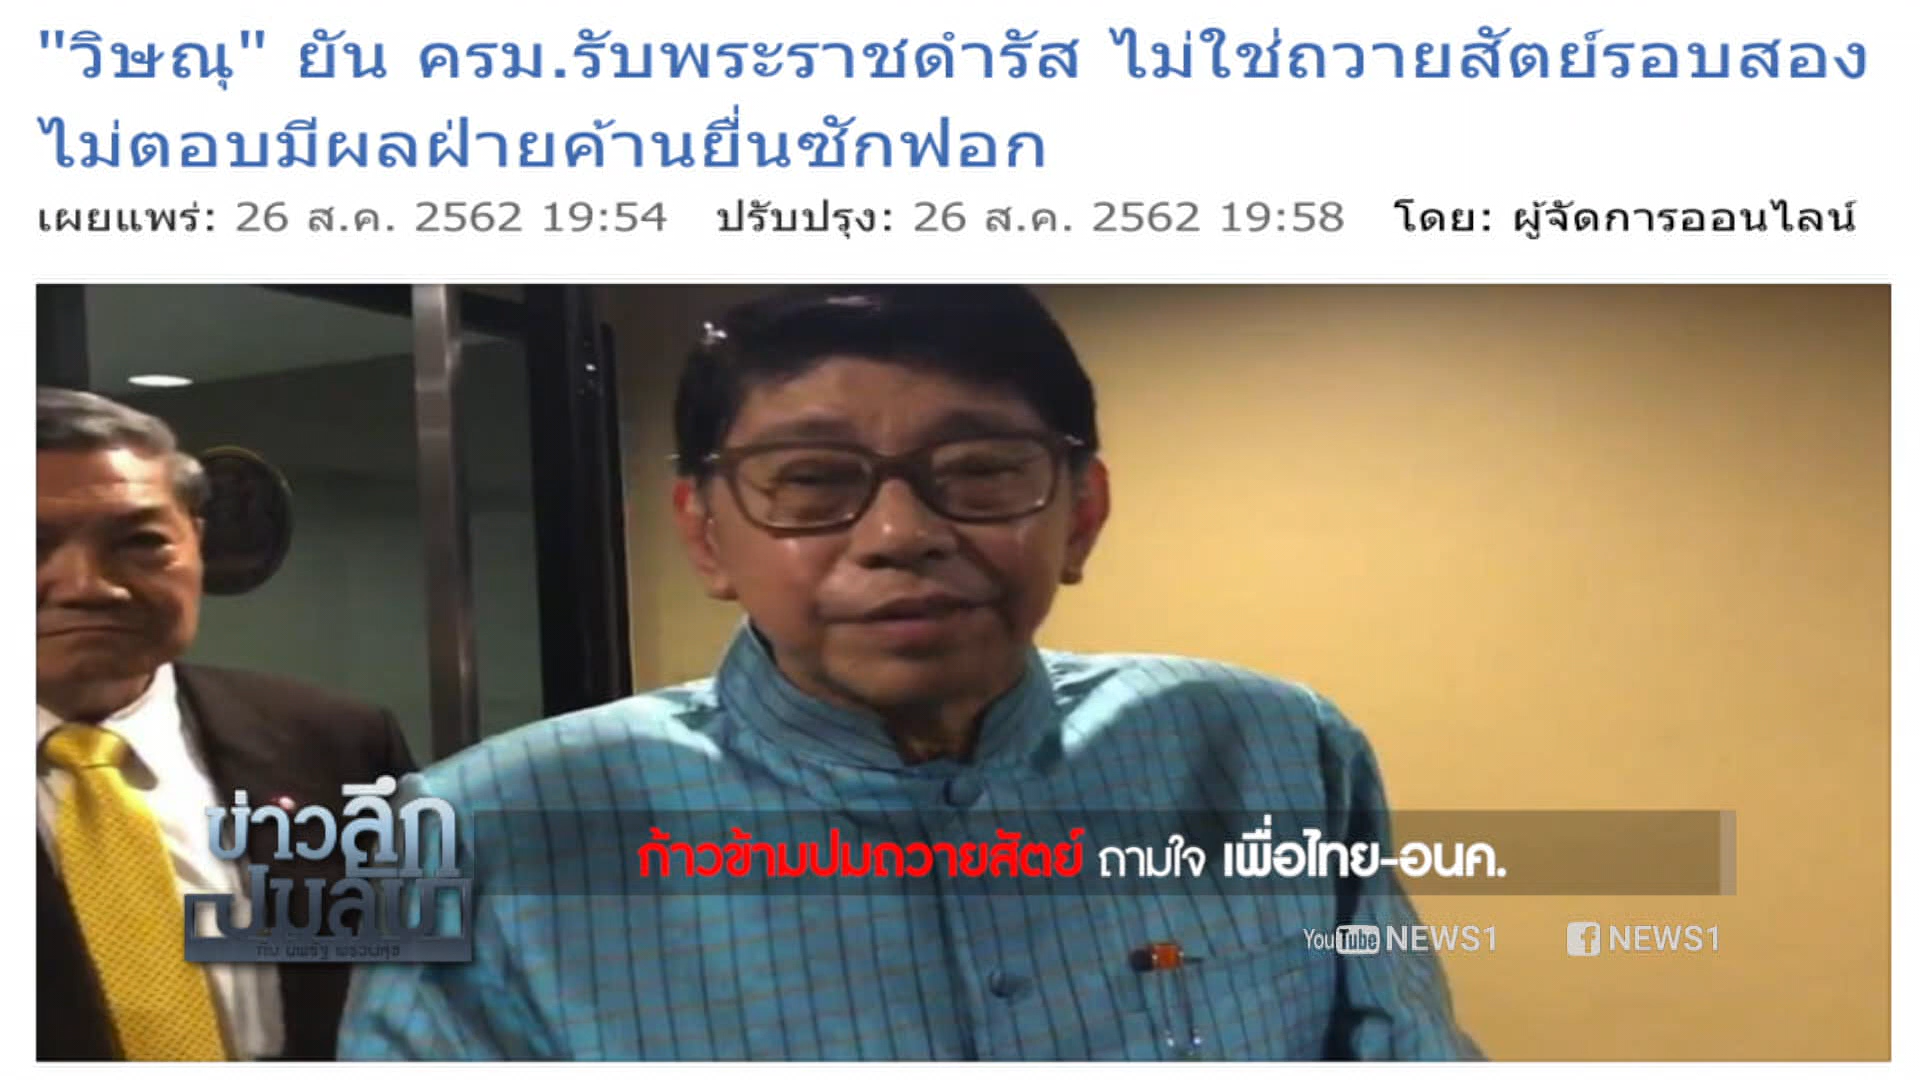 "วิษณุ" ยัน ครม.รับพระราชดำรัส ไม่ใช่ถวายสัตย์รอบสอง
ไม่ตอบมีผลฝ่ายค้านยื่นซักฟอก
เผยแพร่: 26 ส.ค. 2562 19:54 ปรับปรุง: 26 ส.ค. 2562 19:58 โดย: ผู้จัดการออนไลน์
ข่าวลึก
ปมลับ
ก้าวข้ามปมถวายสัตย์ ถามใจ เพื่อไทย-อนค.
YouTube NEWS1 f NEWS1